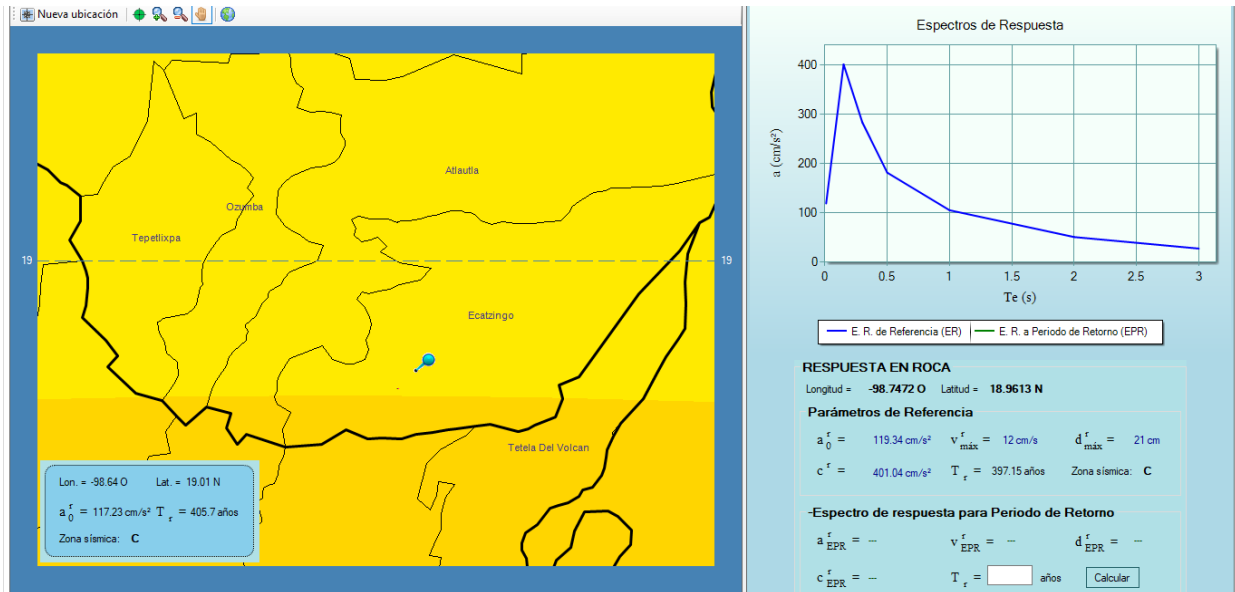 Nueva ubicación
Atlautla
Ozumba
Tepetlixpa
19
19
Ecatzingo
Tetela Del Volcan
Lon. = -98.64 O Lat. = 19.01 N
a r 0 = 117.23 cm/s² T r = 405.7 años
Zona sísmica: C
Espectros de Respuesta
400
300
200
100
0
a (cm/s²)
0 0.5 1 1.5 2 2.5 3
Te (s)
E. R. de Referencia (ER) E. R. a Periodo de Retorno (EPR)
RESPUESTA EN ROCA
Longitud = -98.7472 O Latitud = 18.9613 N
Parámetros de Referencia
a r 0 = 119.34 cm/s² v r máx = 12 cm/s d r máx = 21 cm
c r = 401.04 cm/s² T r = 397.15 años Zona sísmica: C
-Espectro de respuesta para Periodo de Retorno
a r EPR = -- v r EPR = -- d r EPR = --
c r EPR = -- T r = años Calcular